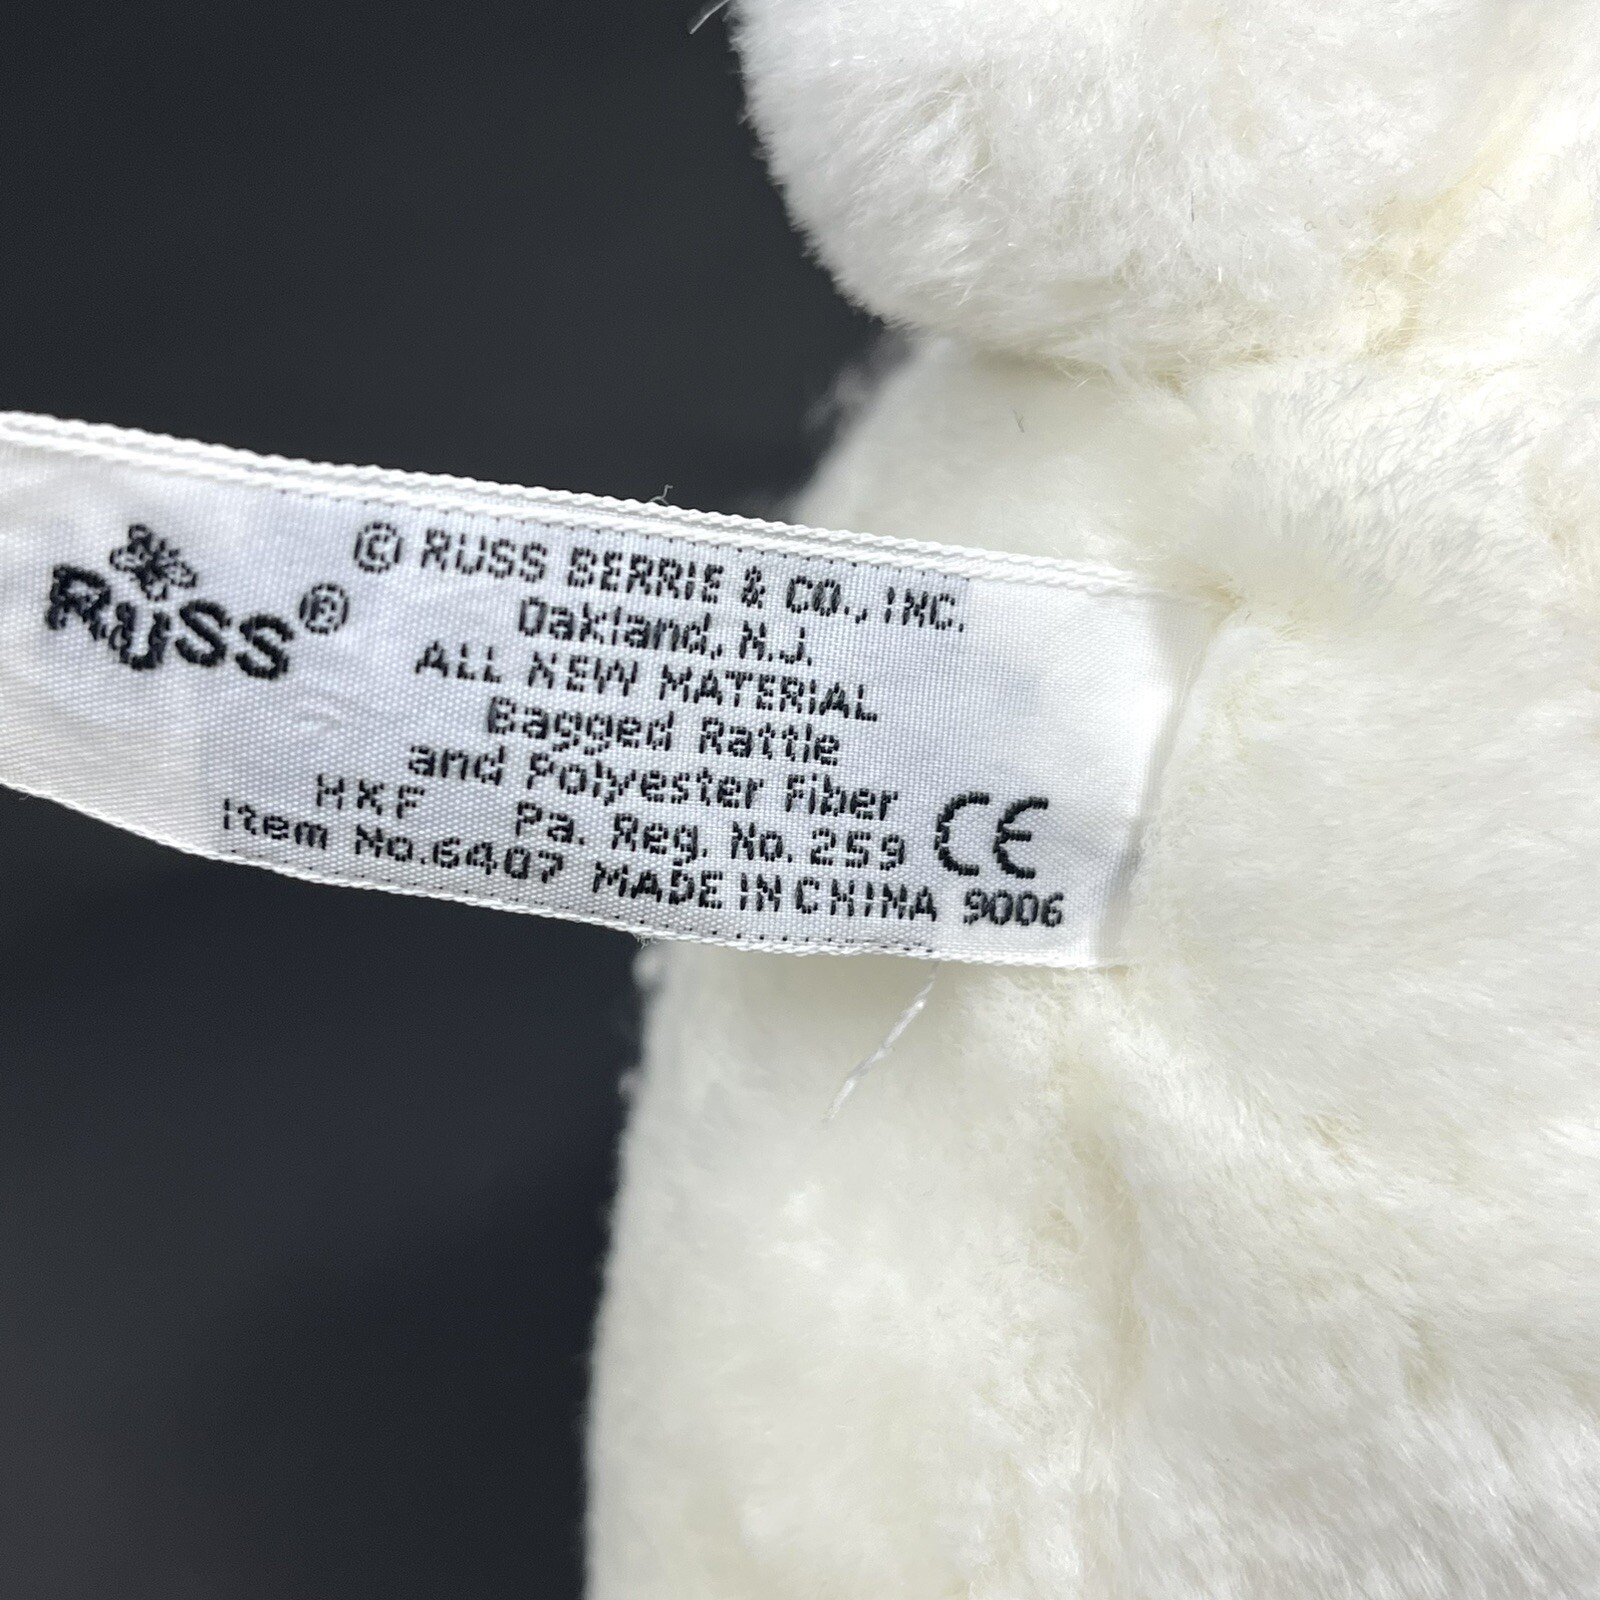 RUSS®
© RUSS BERRIE & CO., INC.
Oakland, N.J.
ALL NEW MATERIAL
Bagged Rattle
and Polyester Fiber
HXF Pa. Reg. No. 259 CE
Item No.6407 MADE IN CHINA 9006